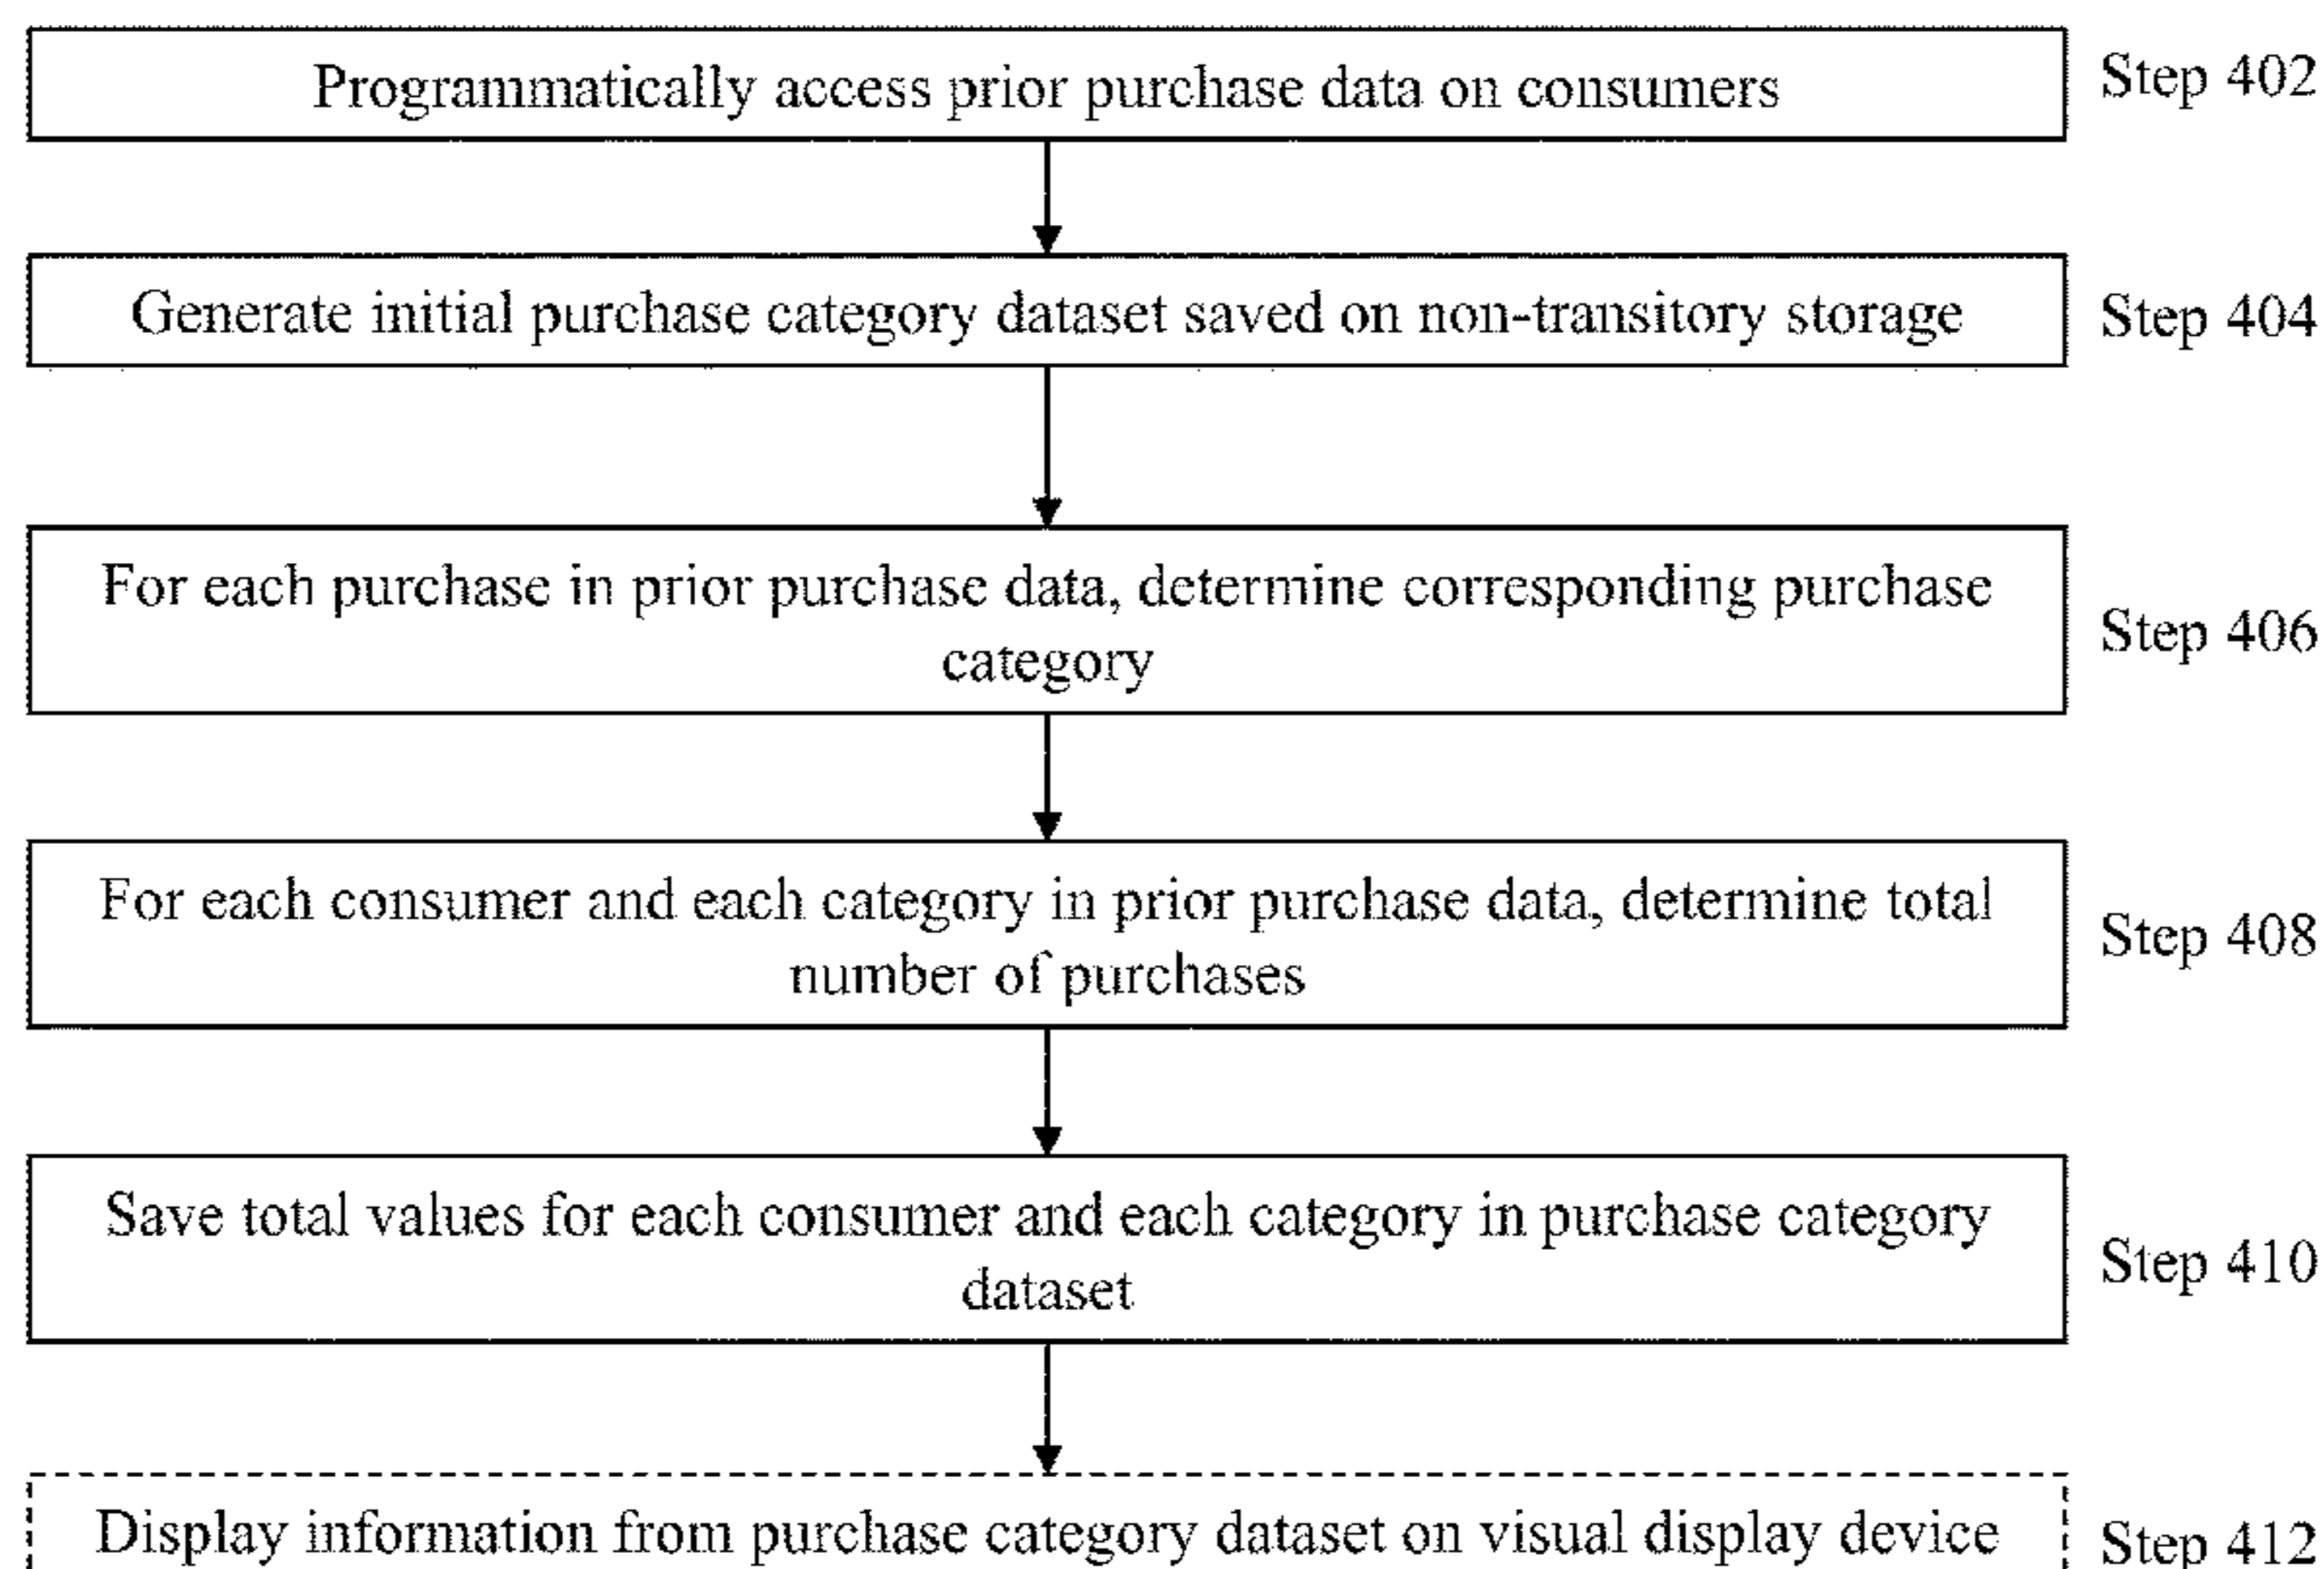 Programmatically access prior purchase data on consumers
Step 402
Generate initial purchase category dataset saved on non-transitory storage
Step 404
For each purchase in prior purchase data, determine corresponding purchase
category
Step 406
For each consumer and each category in prior purchase data, determine total
number of purchases
Step 408
Save total values for each consumer and each category in purchase category
dataset
Step 410
Display information from purchase category dataset on visual display device
Step 412